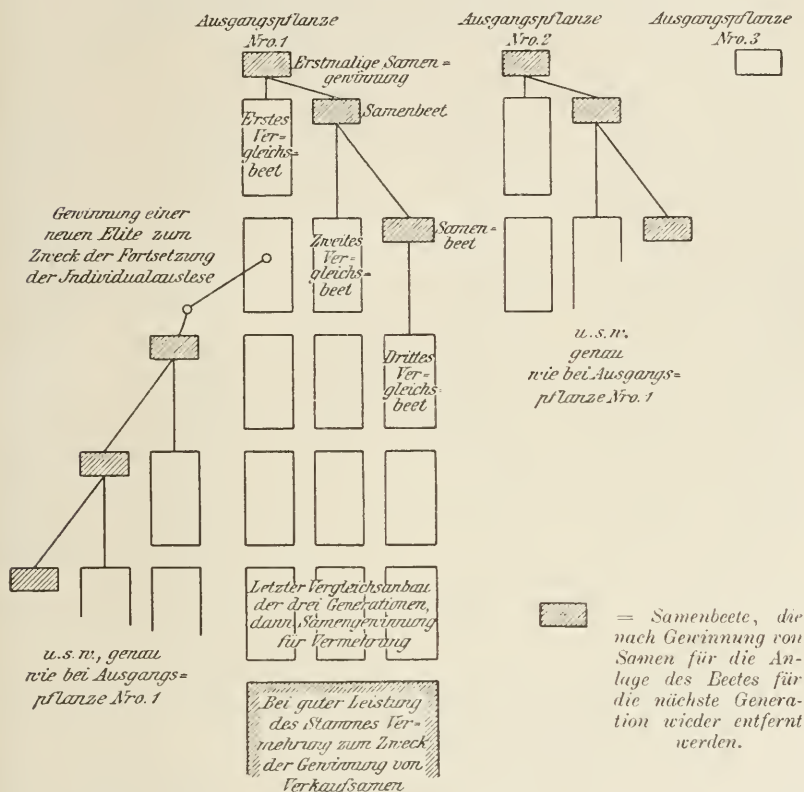 Ausgangspflanze
Nro. 1
Ausgangspflanze
Nro. 2
Ausgangspflanze
Nro. 3
Erstmalige Samen=
gewinnung
Erstes
Ver=
gleichs=
beet
Samenbeet
Gewinnung einer
neuen Elite zum
Zweck der Fortsetzung
der Individualauslese
Zweites
Ver=
gleichs=
beet
Samen=
beet
Drittes
Ver=
gleichs=
beet
u. s. w.
genau
wie bei Ausgangs=
pflanze Nro. 1
Letzter Vergleichsanbau
der drei Generationen,
dann Samengewinnung
für Vermehrung
u. s. w., genau
wie bei Ausgangs=
pflanze Nro. 1
Bei guter Leistung
des Stammes Ver=
mehrung zum Zweck
der Gewinnung von
Verkaufsamen
= Samenbeete, die
nach Gewinnung von
Samen für die An-
lage des Beetes für
die nächste Genera-
tion wieder entfernt
werden.